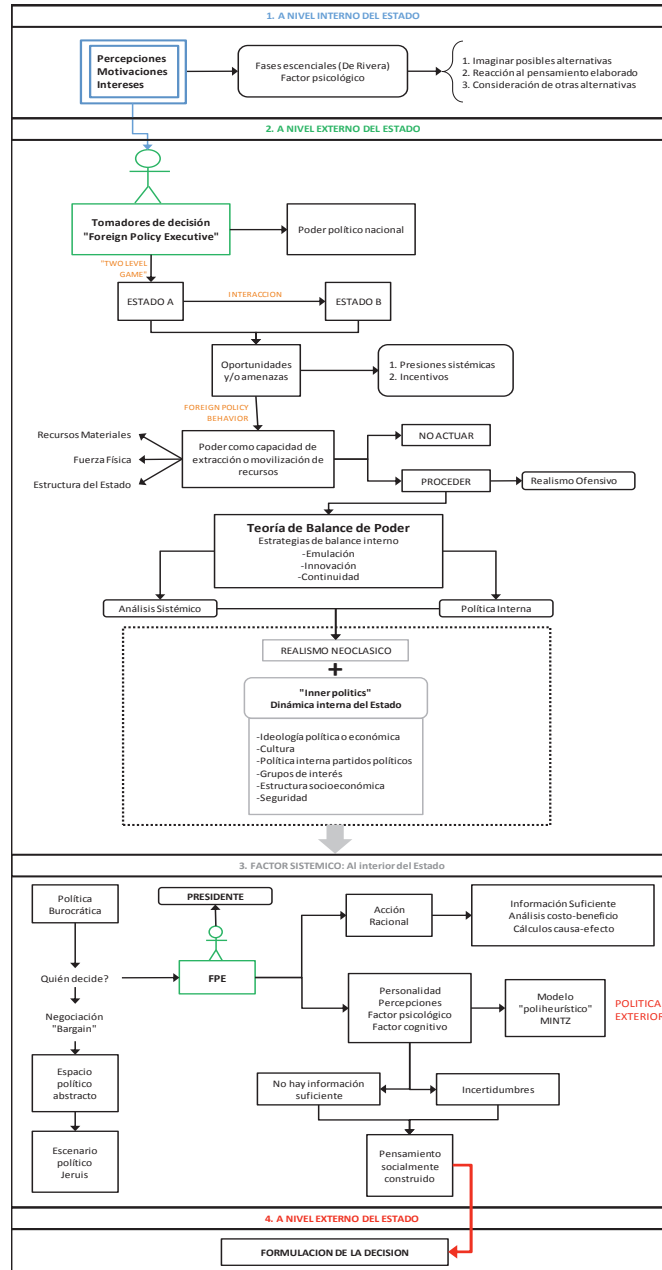 1. A NIVEL INTERNO DEL ESTADO
Percepciones
Motivaciones
Intereses
Fases escenciales (De Rivera)
Factor psicológico
1. Imaginar posibles alternativas
2. Reacción al pensamiento elaborado
3. Consideración de otras alternativas
2. A NIVEL EXTERNO DEL ESTADO
Tomadores de decisión
"Foreign Policy Executive"
Poder político nacional
"TWO LEVEL
GAME"
ESTADO A
INTERACCION
ESTADO B
Oportunidades
y/o amenazas
1. Presiones sistémicas
2. Incentivos
FOREIGN POLICY
BEHAVIOR
Recursos Materiales
Fuerza Física
Estructura del Estado
Poder como capacidad de
extracción o movilización de
recursos
NO ACTUAR
PROCEDER
Realismo Ofensivo
Teoría de Balance de Poder
Estrategias de balance interno
-Emulación
-Innovación
-Continuidad
Análisis Sistémico
Política Interna
REALISMO NEOCLASICO
+
"Inner politics"
Dinámica interna del Estado
-Ideología política o económica
-Cultura
-Política interna partidos políticos
-Grupos de interés
-Estructura socioeconómica
-Seguridad
3. FACTOR SISTEMICO: Al interior del Estado
Política
Burocrática
PRESIDENTE
Acción
Racional
Información Suficiente
Análisis costo-beneficio
Cálculos causa-efecto
Quién decide?
FPE
Negociación
"Bargain"
Personalidad
Percepciones
Factor psicológico
Factor cognitivo
Modelo
"poliheurístico"
MINTZ
POLITICA
EXTERIOR
Espacio
político
abstracto
No hay información
suficiente
Incertidumbres
Escenario
político
Jeruis
Pensamiento
socialmente
construido
4. A NIVEL EXTERNO DEL ESTADO
FORMULACION DE LA DECISION